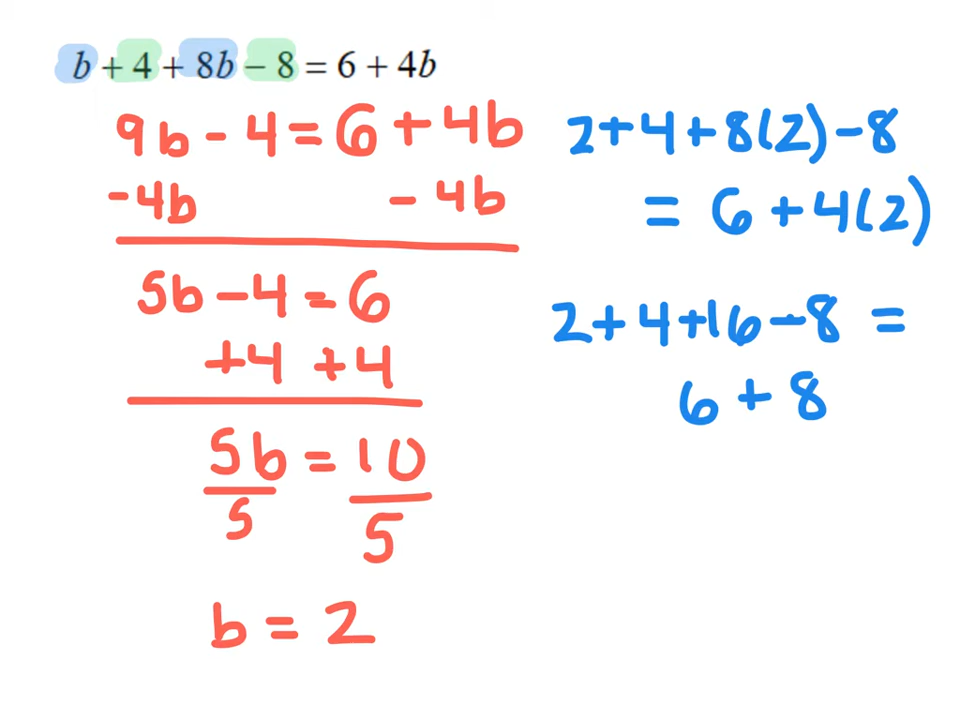 b + 4 + 8b − 8 = 6 + 4b
9b - 4 = 6 + 4b
-4b - 4b
5b - 4 = 6
+4 +4
5b = 10
5 5
b = 2
2 + 4 + 8(2) - 8
= 6 + 4(2)
2 + 4 + 16 - 8 =
6 + 8